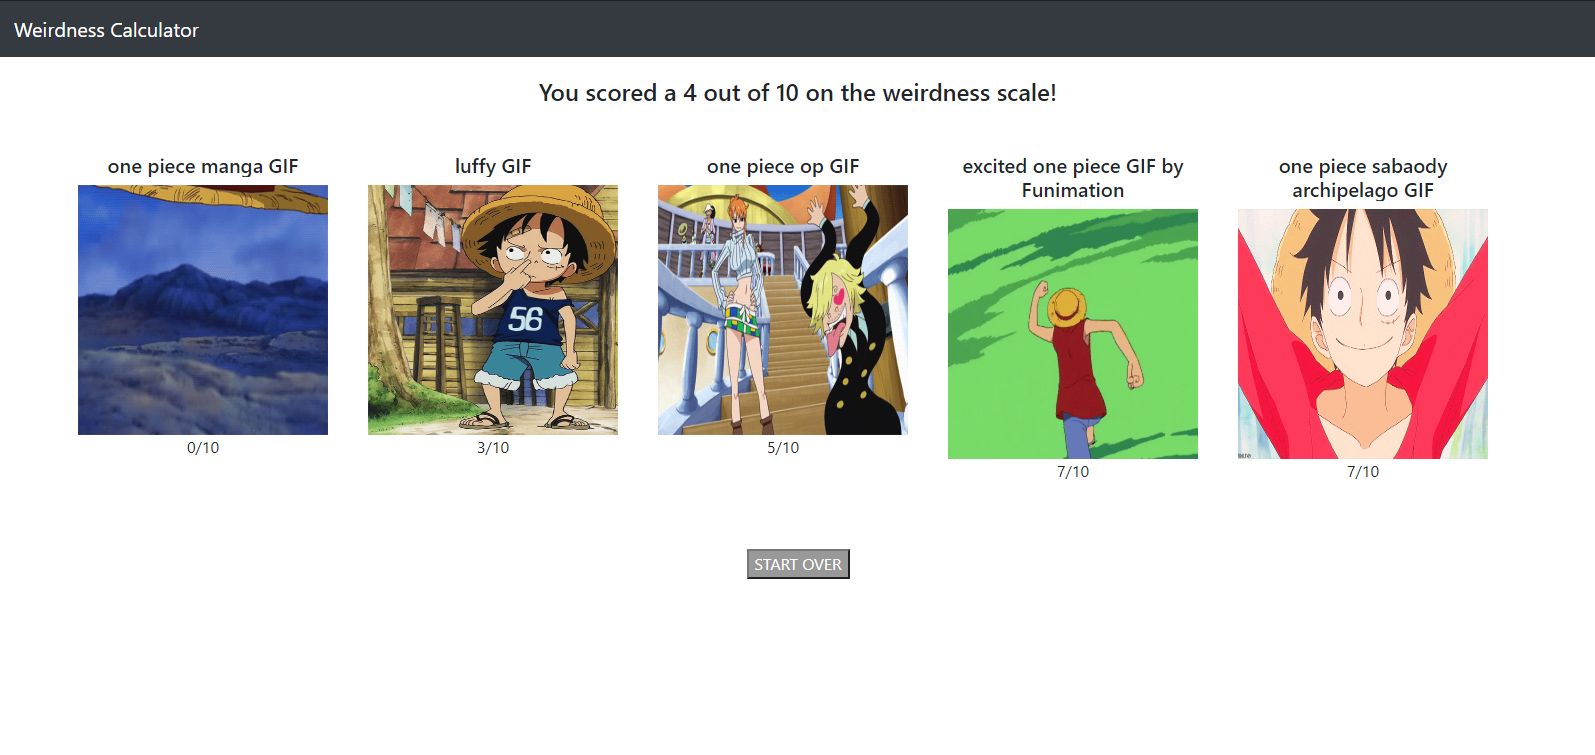 Weirdness Calculator
You scored a 4 out of 10 on the weirdness scale!
one piece manga GIF
0/10
luffy GIF
56
3/10
one piece op GIF
5/10
excited one piece GIF by
Funimation
7/10
one piece sabaody
archipelago GIF
7/10
START OVER